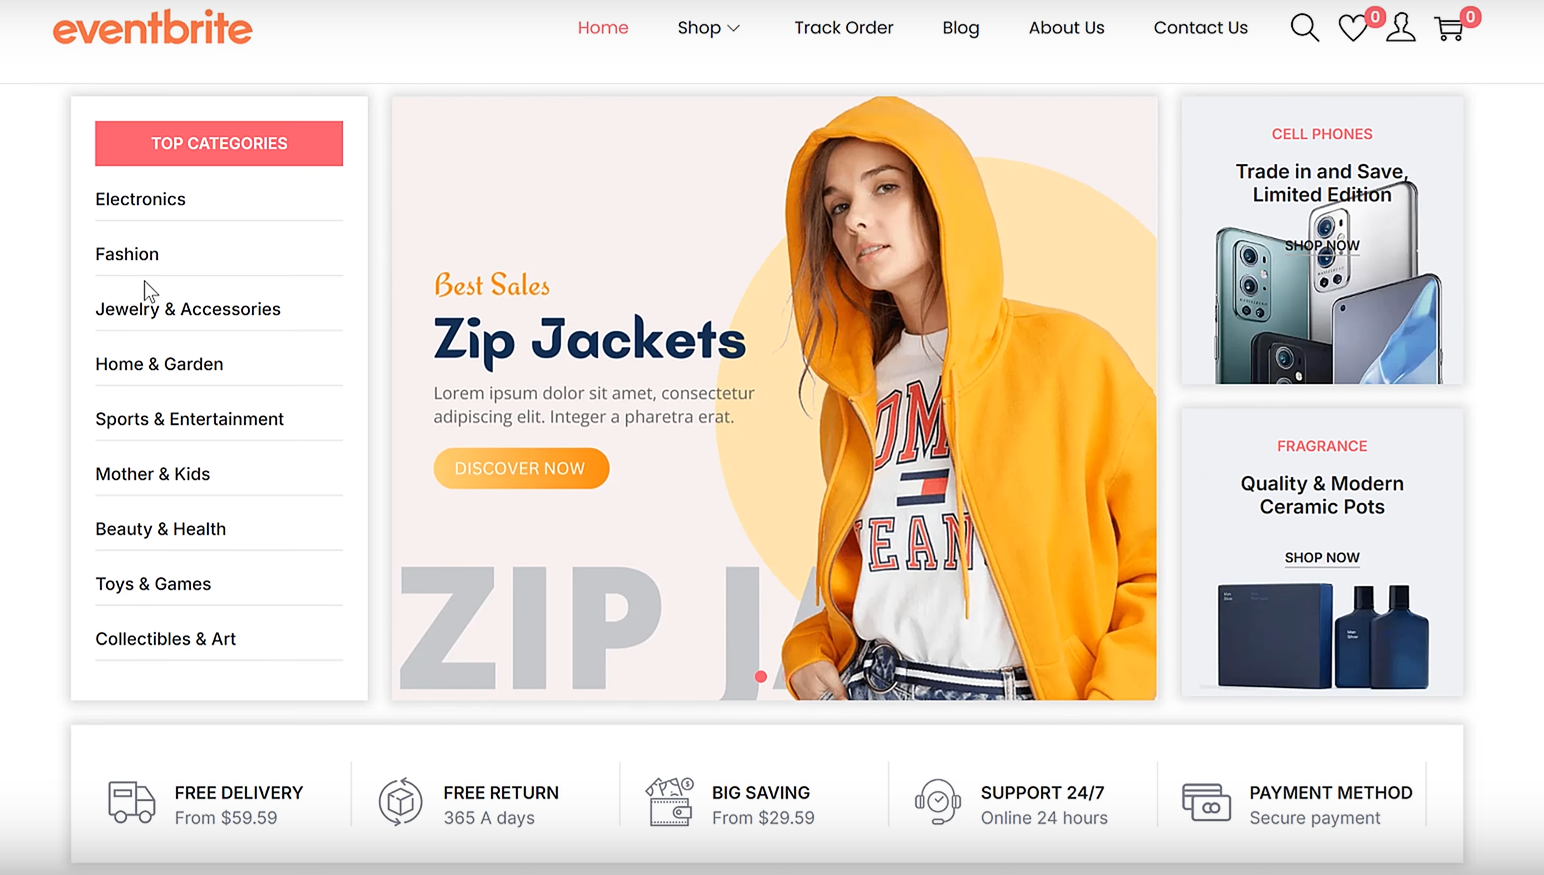 eventbrite
Home
Shop
Track Order
Blog
About Us
Contact Us
0
0
TOP CATEGORIES
Electronics
Fashion
Jewelry & Accessories
Home & Garden
Sports & Entertainment
Mother & Kids
Beauty & Health
Toys & Games
Collectibles & Art
Best Sales
Zip Jackets
Lorem ipsum dolor sit amet, consectetur
adipiscing elit. Integer a pharetra erat.
DISCOVER NOW
ZIP JA
OMM
JEAN
CELL PHONES
Trade in and Save,
Limited Edition
SHOP NOW
FRAGRANCE
Quality & Modern
Ceramic Pots
SHOP NOW
FREE DELIVERY
From $59.59
FREE RETURN
365 A days
BIG SAVING
From $29.59
SUPPORT 24/7
Online 24 hours
PAYMENT METHOD
Secure payment